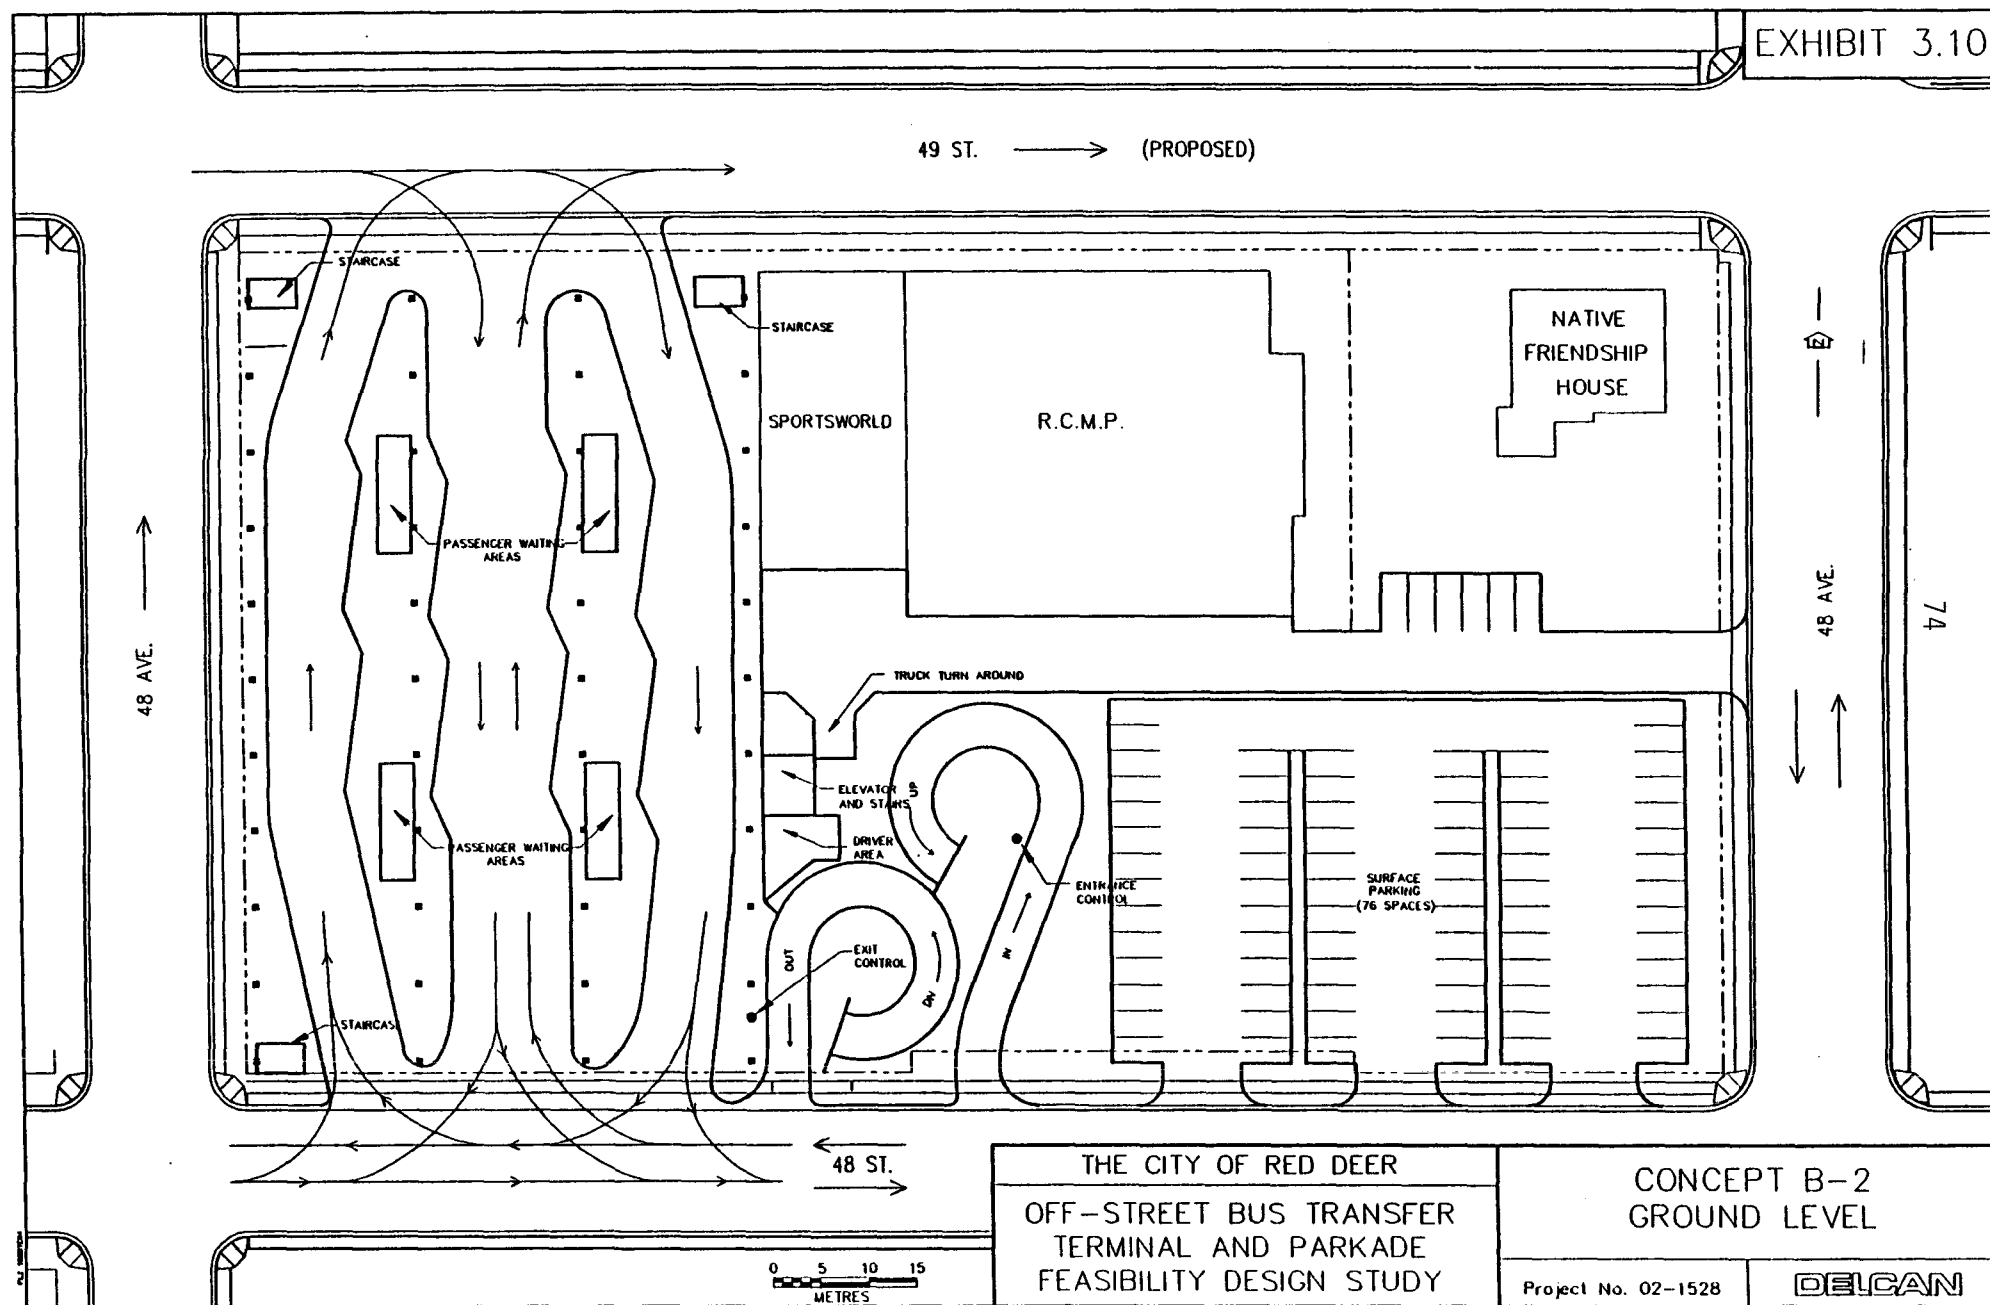 EXHIBIT 3.10
49 ST.
(PROPOSED)
STAIRCASE
STAIRCASE
SPORTSWORLD
R.C.M.P.
NATIVE
FRIENDSHIP
HOUSE
N
PASSENGER WAITING
AREAS
48 AVE.
48 AVE.
74
TRUCK TURN AROUND
ELEVATOR
AND STAIRS
UP
DRIVER
AREA
PASSENGER WAITING
AREAS
ENTRANCE
CONTROL
SURFACE
PARKING
(76 SPACES)
OUT
EXIT
CONTROL
IN
DN
STAIRCAS
48 ST.
THE CITY OF RED DEER
OFF-STREET BUS TRANSFER
TERMINAL AND PARKADE
FEASIBILITY DESIGN STUDY
CONCEPT B-2
GROUND LEVEL
0 5 10 15
METRES
Project No. 02-1528
DELCAN